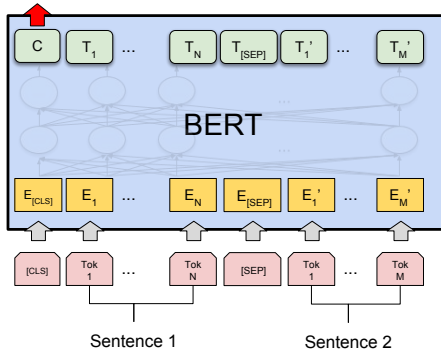 C T1 ... TN T[SEP] T1' ... TM'
...
BERT
...
E[CLS] E1 ... EN E[SEP] E1' ... EM'
[CLS] Tok 1 ... Tok N [SEP] Tok 1 ... Tok M
Sentence 1 Sentence 2